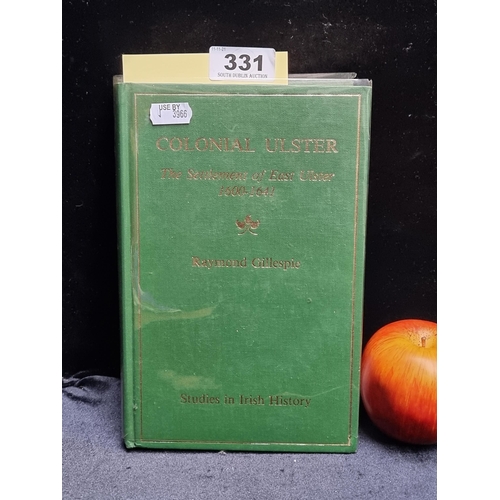 331
SOUTH DUBLIN AUCTION
USE BY
J 3966
COLONIAL ULSTER
The Settlement of East Ulster
1600-1641
Raymond Gillespie
Studies in Irish History